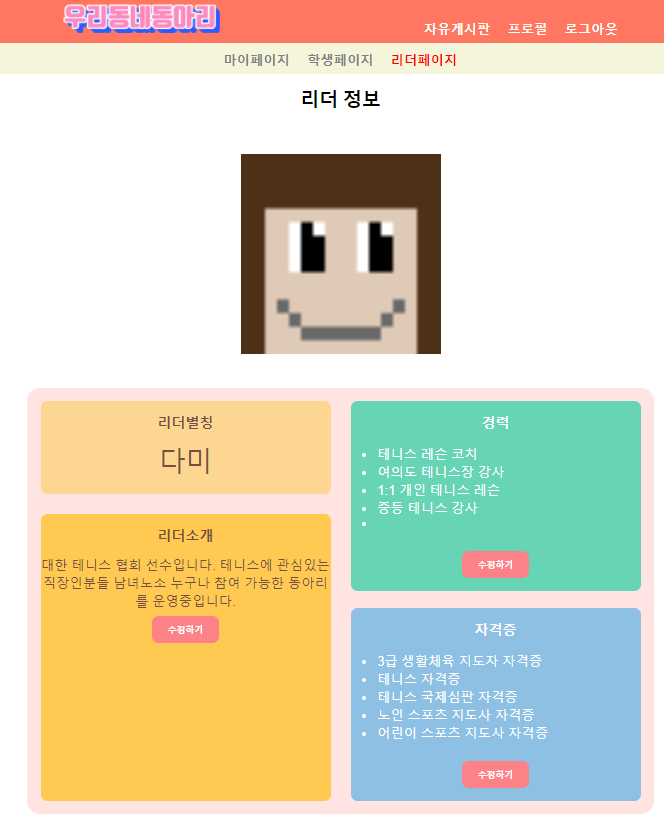 우리동네동아리
자유게시판 프로필 로그아웃
마이페이지 학생페이지 리더페이지
리더 정보
리더별칭
다미
리더소개
대한 테니스 협회 선수입니다. 테니스에 관심있는
직장인분들 남녀노소 누구나 참여 가능한 동아리
를 운영중입니다.
수정하기
경력
테니스 레슨 코치
여의도 테니스장 강사
1:1 개인 테니스 레슨
중등 테니스 강사
수정하기
자격증
3급 생활체육 지도자 자격증
테니스 자격증
테니스 국제심판 자격증
노인 스포츠 지도사 자격증
어린이 스포츠 지도사 자격증
수정하기